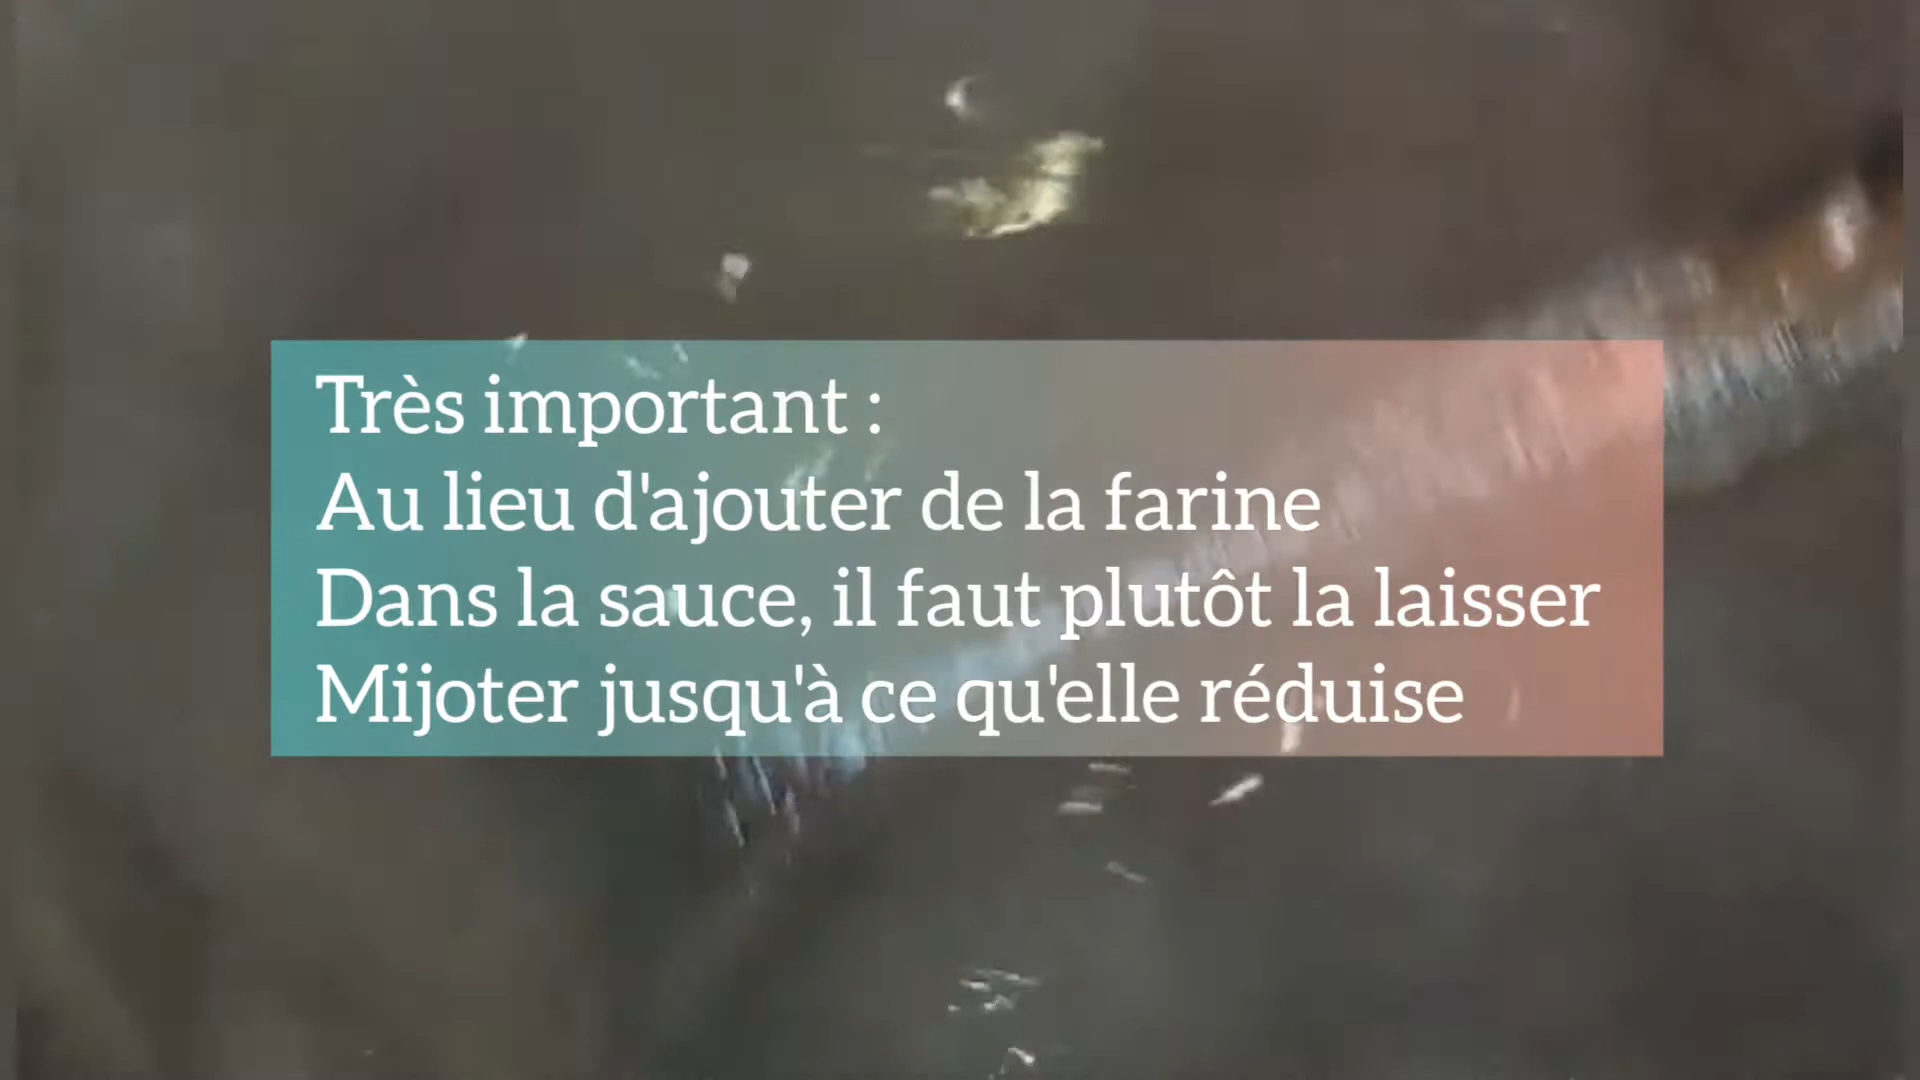 Très important :
Au lieu d'ajouter de la farine
Dans la sauce, il faut plutôt la laisser
Mijoter jusqu'à ce qu'elle réduise